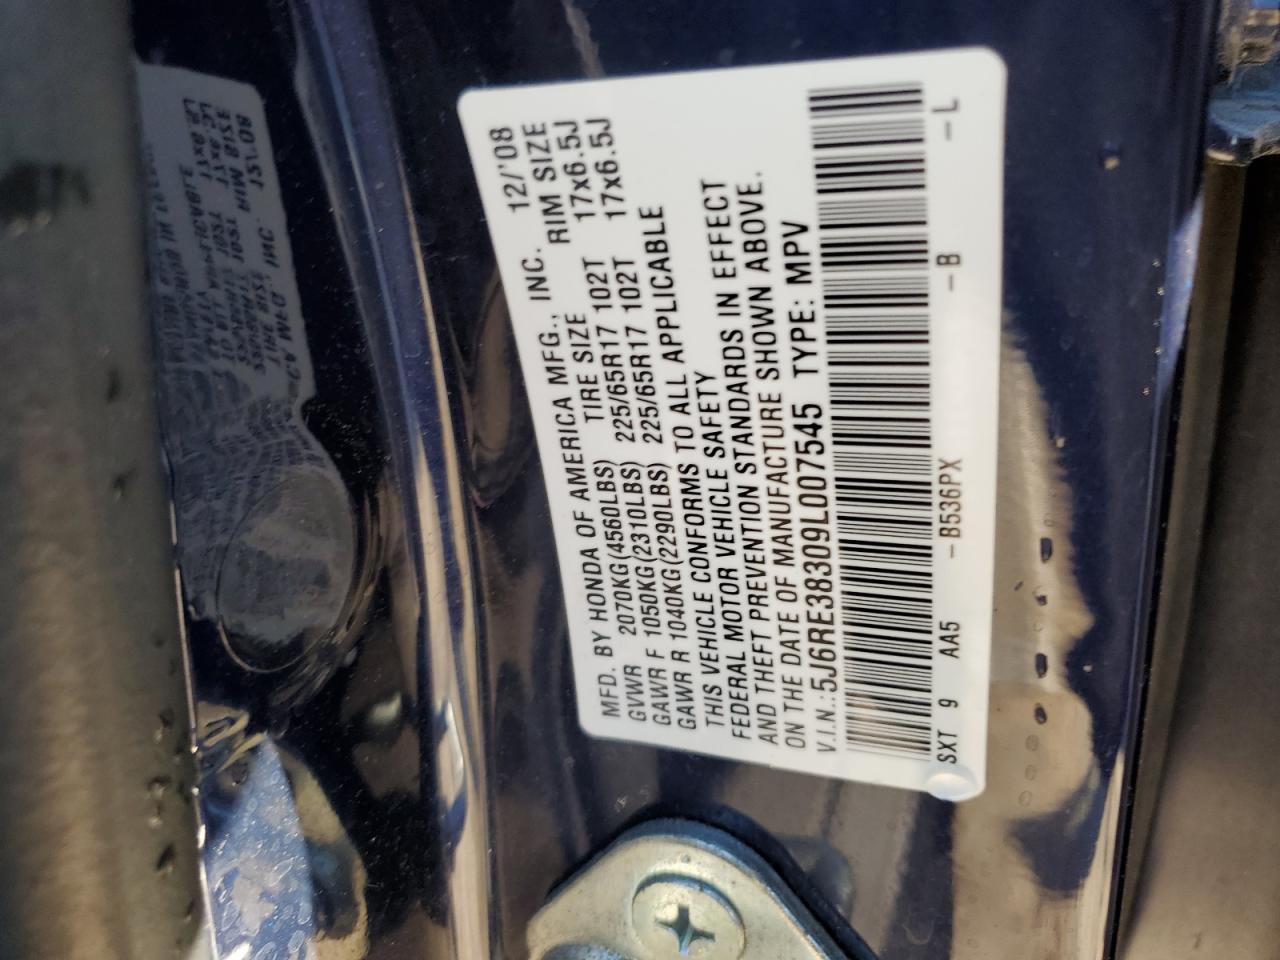 MFD. BY HONDA OF AMERICA MFG., INC. 12/'08
GVWR 2070KG(4560LBS) TIRE SIZE RIM SIZE
GAWR F 1050KG(2310LBS) 225/65R17 102T 17x6.5J
GAWR R 1040KG(2290LBS) 225/65R17 102T 17x6.5J
THIS VEHICLE CONFORMS TO ALL APPLICABLE
FEDERAL MOTOR VEHICLE SAFETY
AND THEFT PREVENTION STANDARDS IN EFFECT
ON THE DATE OF MANUFACTURE SHOWN ABOVE.
V.I.N.:5J6RE38309L007545 TYPE: MPV
SXT 9 AA5 -B536PX -B -L